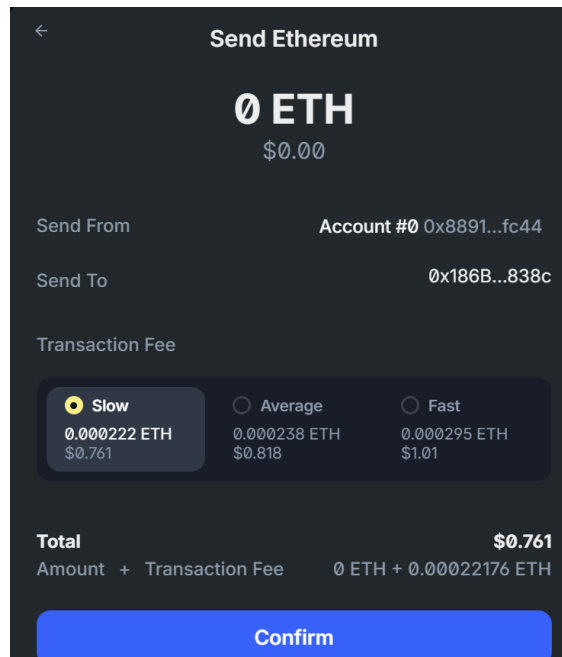 ←
Send Ethereum
0 ETH
$0.00
Send From Account #0 0x8891...fc44
Send To 0x186B...838c
Transaction Fee
Slow Average Fast
0.000222 ETH 0.000238 ETH 0.000295 ETH
$0.761 $0.818 $1.01
Total $0.761
Amount + Transaction Fee 0 ETH + 0.00022176 ETH
Confirm